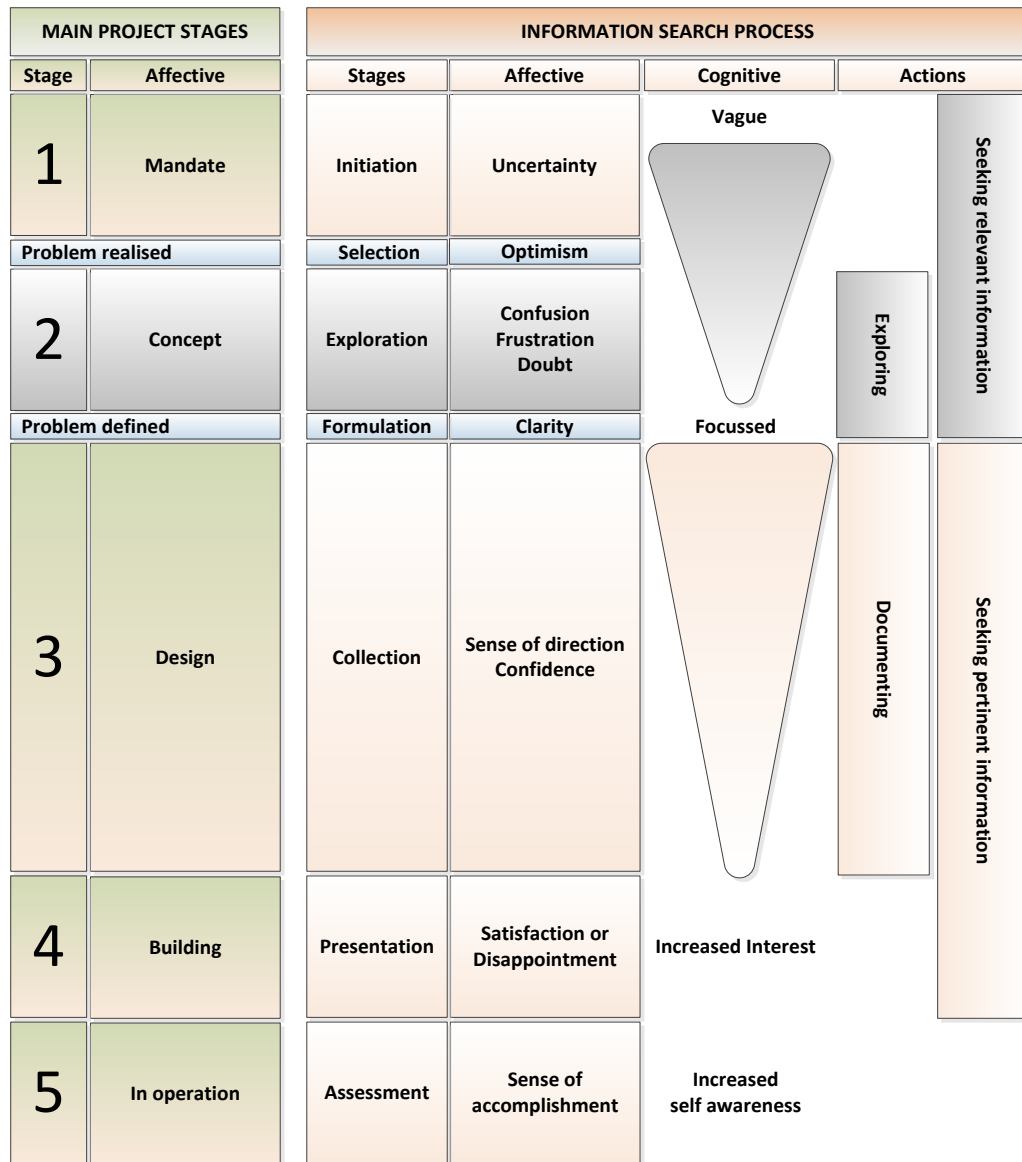 MAIN PROJECT STAGES
INFORMATION SEARCH PROCESS
Stage
Affective
Stages
Affective
Cognitive
Actions
1
Mandate
Initiation
Uncertainty
Vague
Seeking relevant information
Problem realised
Selection
Optimism
2
Concept
Exploration
Confusion
Frustration
Doubt
Exploring
Problem defined
Formulation
Clarity
Focussed
3
Design
Collection
Sense of direction
Confidence
Documenting
Seeking pertinent information
4
Building
Presentation
Satisfaction or
Disappointment
Increased Interest
5
In operation
Assessment
Sense of
accomplishment
Increased
self awareness